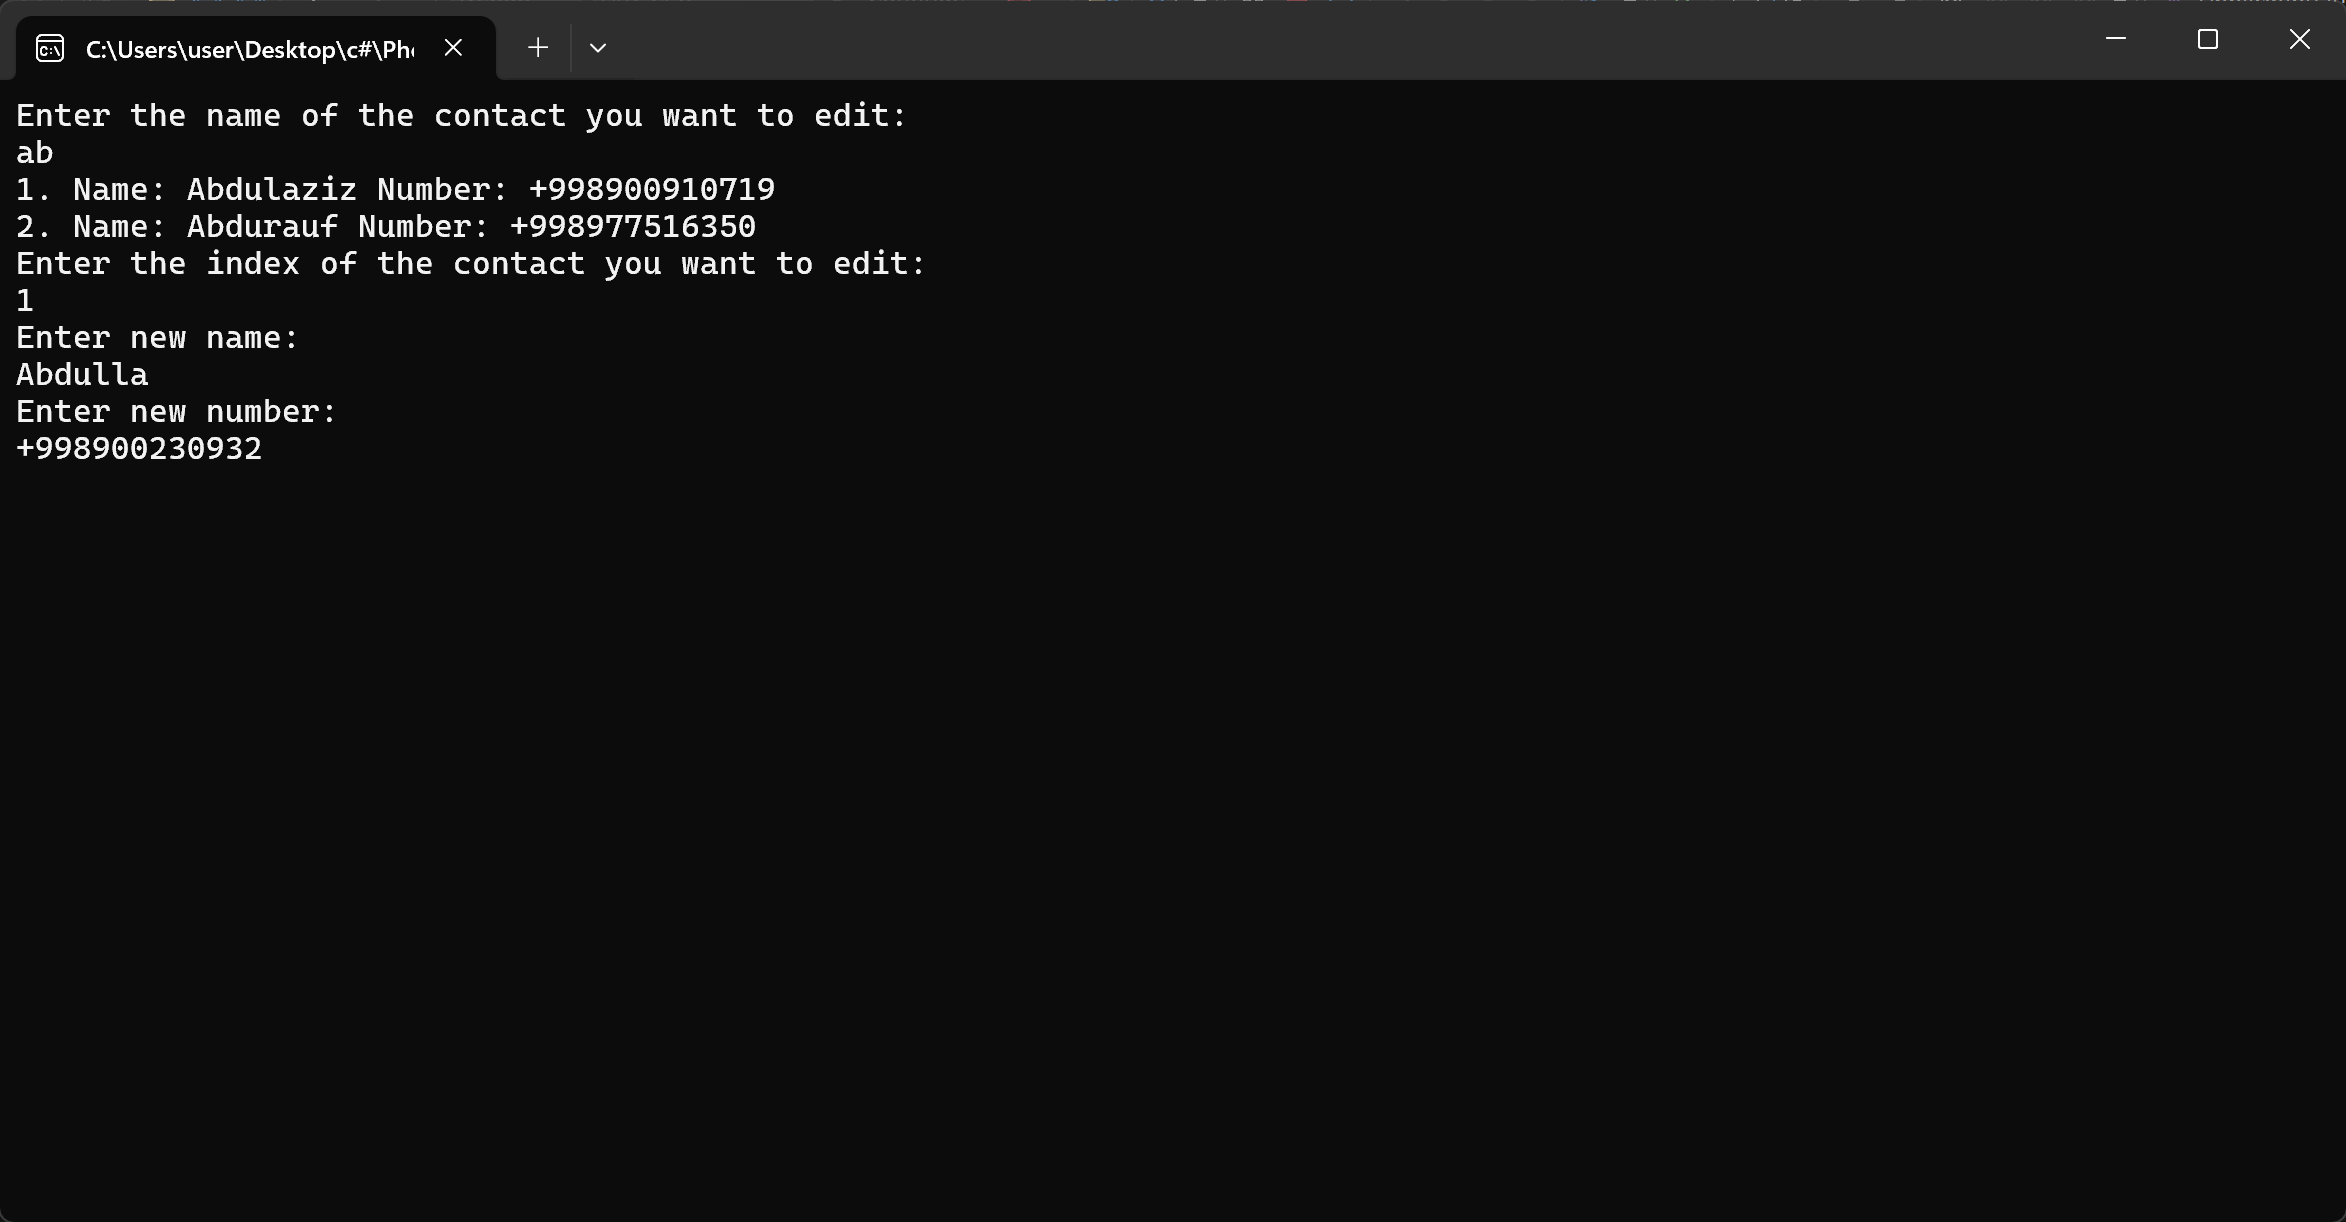 C:\Users\user\Desktop\c#\Pho
Enter the name of the contact you want to edit:
ab
1. Name: Abdulaziz Number: +998900910719
2. Name: Abdurauf Number: +998977516350
Enter the index of the contact you want to edit:
1
Enter new name:
Abdulla
Enter new number:
+998900230932